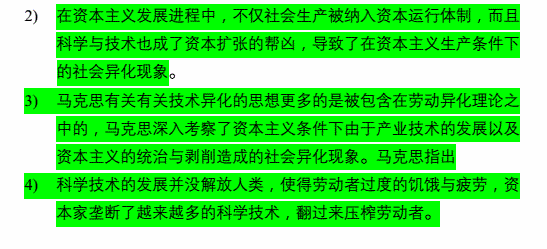 2) 在资本主义发展进程中，不仅社会生产被纳入资本运行体制，而且
科学与技术也成了资本扩张的帮凶，导致了在资本主义生产条件下
的社会异化现象。
3) 马克思有关有关技术异化的思想更多的是被包含在劳动异化理论之
中的，马克思深入考察了资本主义条件下由于产业技术的发展以及
资本主义的统治与剥削造成的社会异化现象。马克思指出
4) 科学技术的发展并没解放人类，使得劳动者过度的饥饿与疲劳，资
本家垄断了越来越多的科学技术，翻过来压榨劳动者。